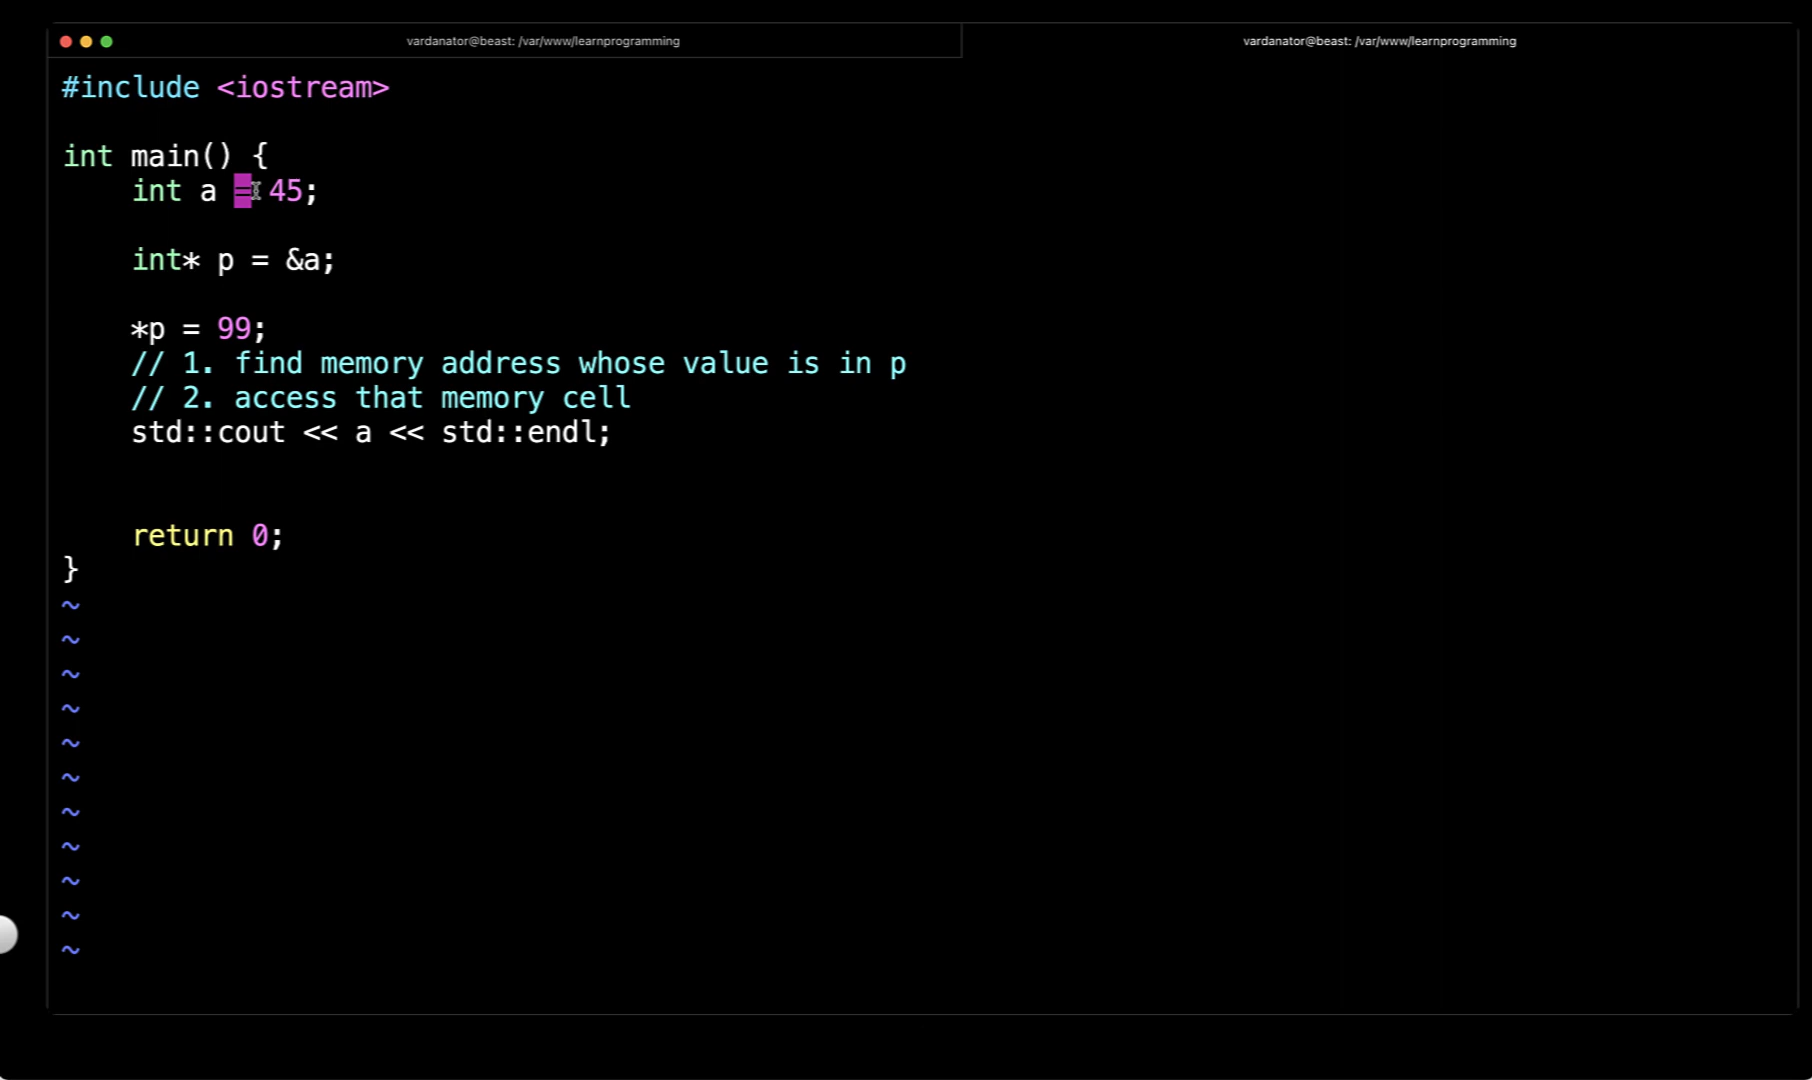 vardanator@beast: /var/www/learnprogramming
vardanator@beast: /var/www/learnprogramming
#include <iostream>
int main() {
    int a = 45;
    int* p = &a;
    *p = 99;
    // 1. find memory address whose value is in p
    // 2. access that memory cell
    std::cout << a << std::endl;
    return 0;
}
~
~
~
~
~
~
~
~
~
~
~